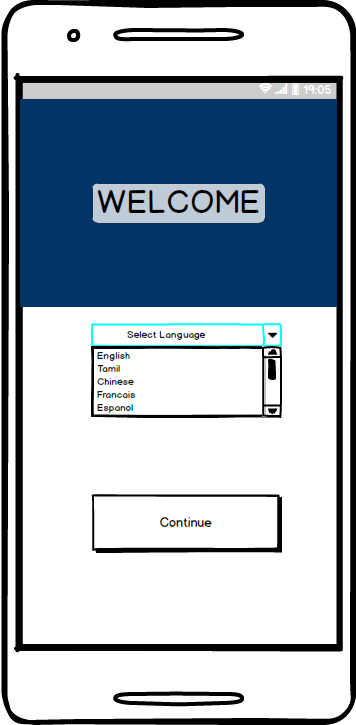 19:05
WELCOME
Select Language
English
Tamil
Chinese
Francais
Espanol
Continue